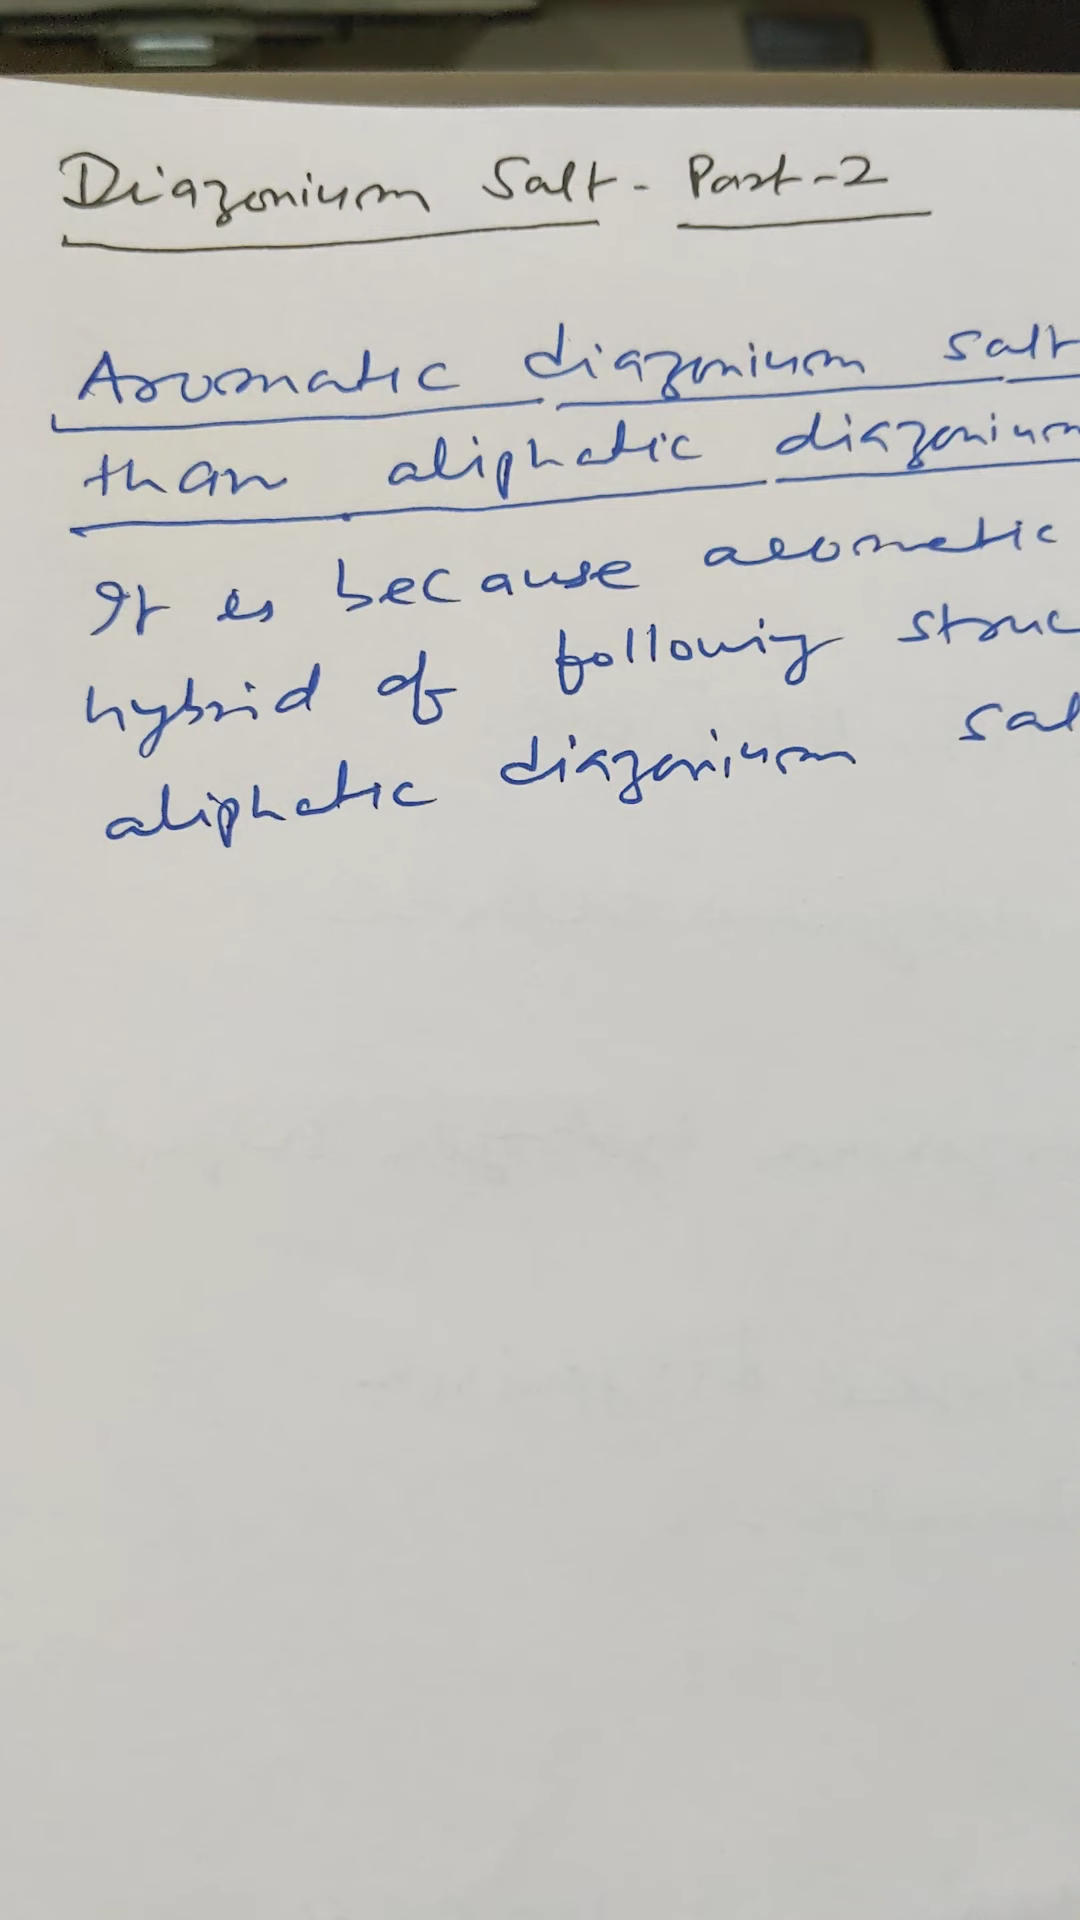 Diazonium Salt - Part-2
Aromatic diazonium salt
than aliphatic diazonium
It is because aromatic
hybrid of following struc
aliphatic diazonium sal